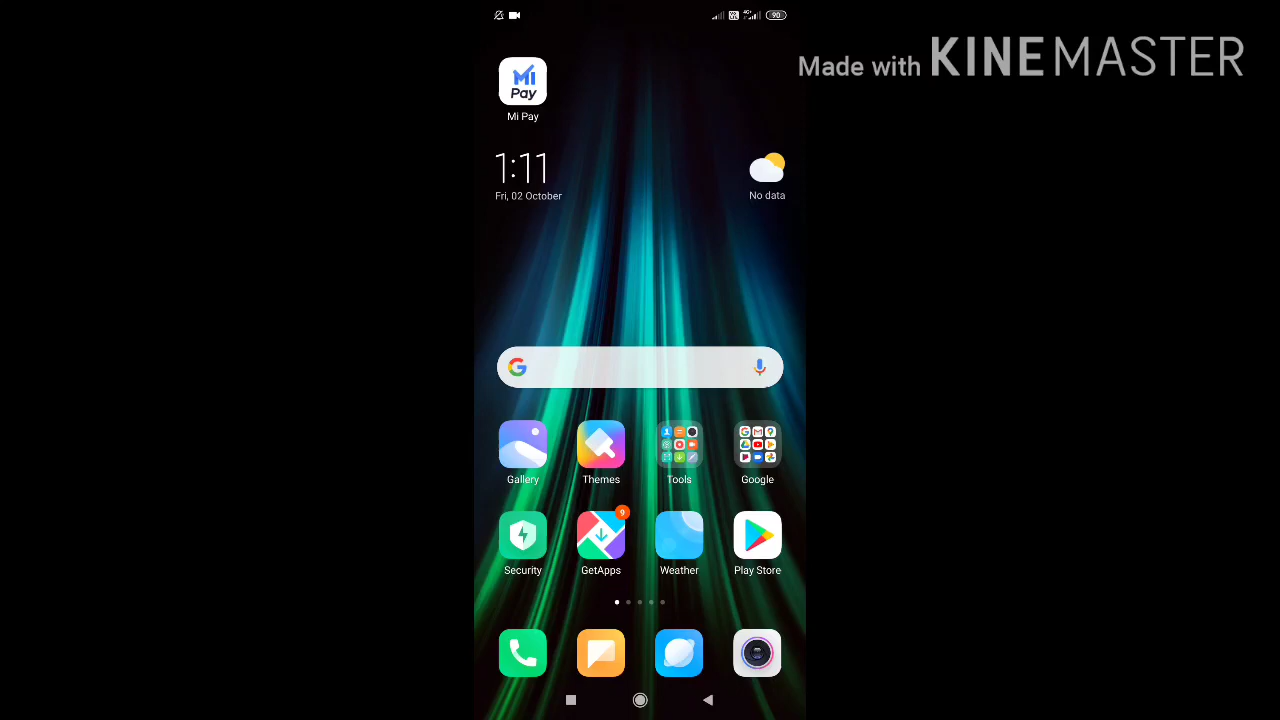 90
Made with KINEMASTER
Mi
Pay
Mi Pay
1:11
Fri, 02 October
No data
Gallery
Themes
Tools
Google
9
Security
GetApps
Weather
Play Store